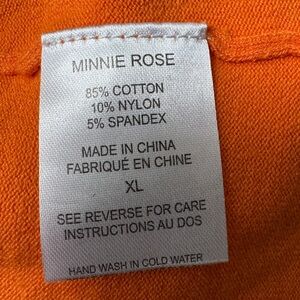 MINNIE ROSE
85% COTTON
10% NYLON
5% SPANDEX
MADE IN CHINA
FABRIQUÉ EN CHINE
XL
SEE REVERSE FOR CARE
INSTRUCTIONS AU DOS
HAND WASH IN COLD WATER